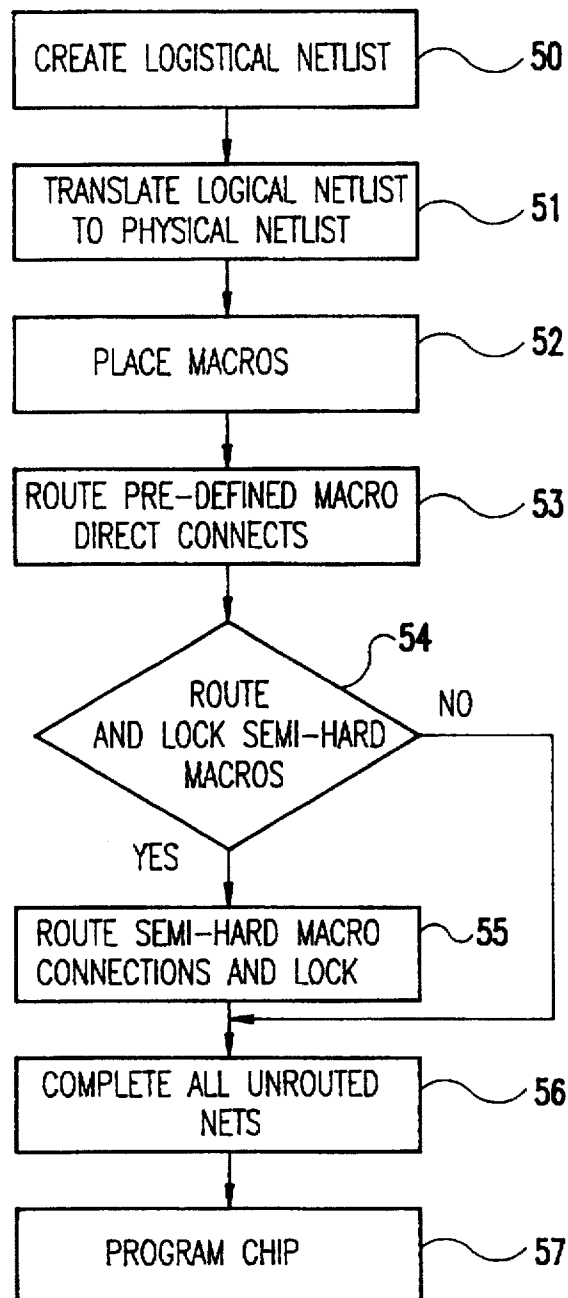 CREATE LOGISTICAL NETLIST
50
TRANSLATE LOGICAL NETLIST
TO PHYSICAL NETLIST
51
PLACE MACROS
52
ROUTE PRE-DEFINED MACRO
DIRECT CONNECTS
53
54
ROUTE
AND LOCK SEMI-HARD
MACROS
NO
YES
ROUTE SEMI-HARD MACRO
CONNECTIONS AND LOCK
55
COMPLETE ALL UNROUTED
NETS
56
PROGRAM CHIP
57